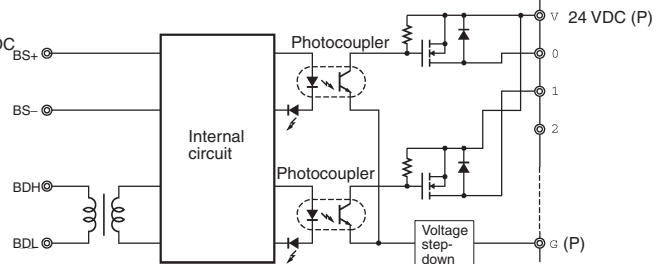 DC
BS+
BS−
BDH
BDL
Internal
circuit
Photocoupler
Photocoupler
Voltage
step-
down
V 24 VDC (P)
0
1
2
G (P)